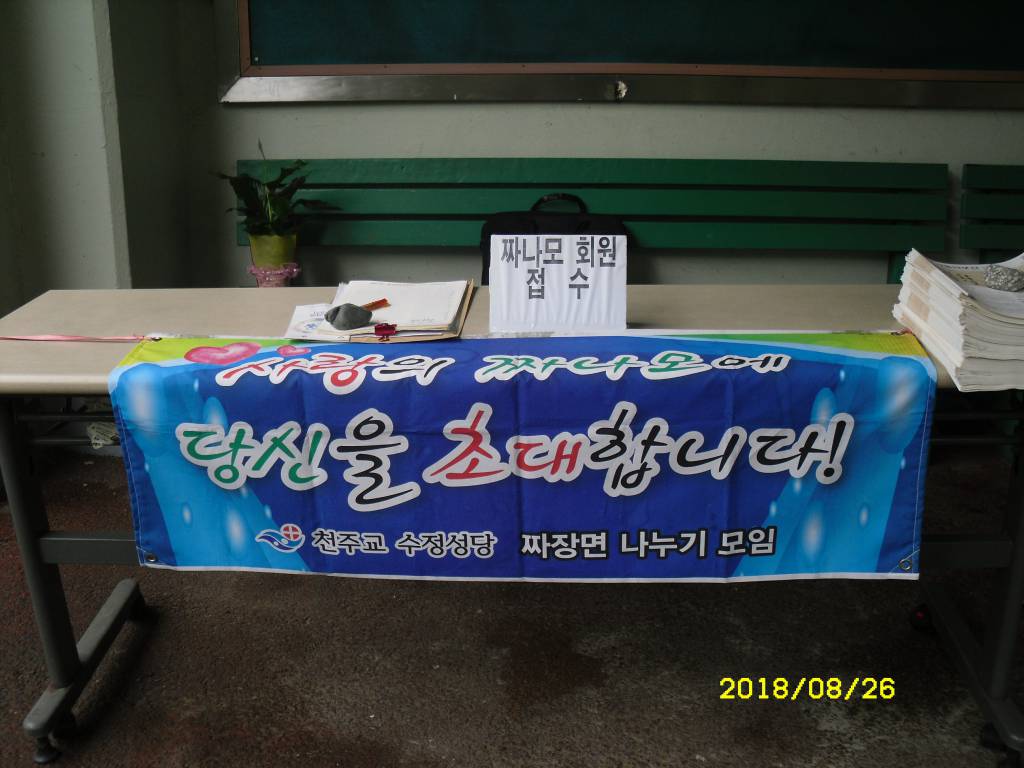 짜나모 회원
접 수
사랑의 짜나모에
당신을 초대합니다!
천주교 수정성당 짜장면 나누기 모임
2018/08/26